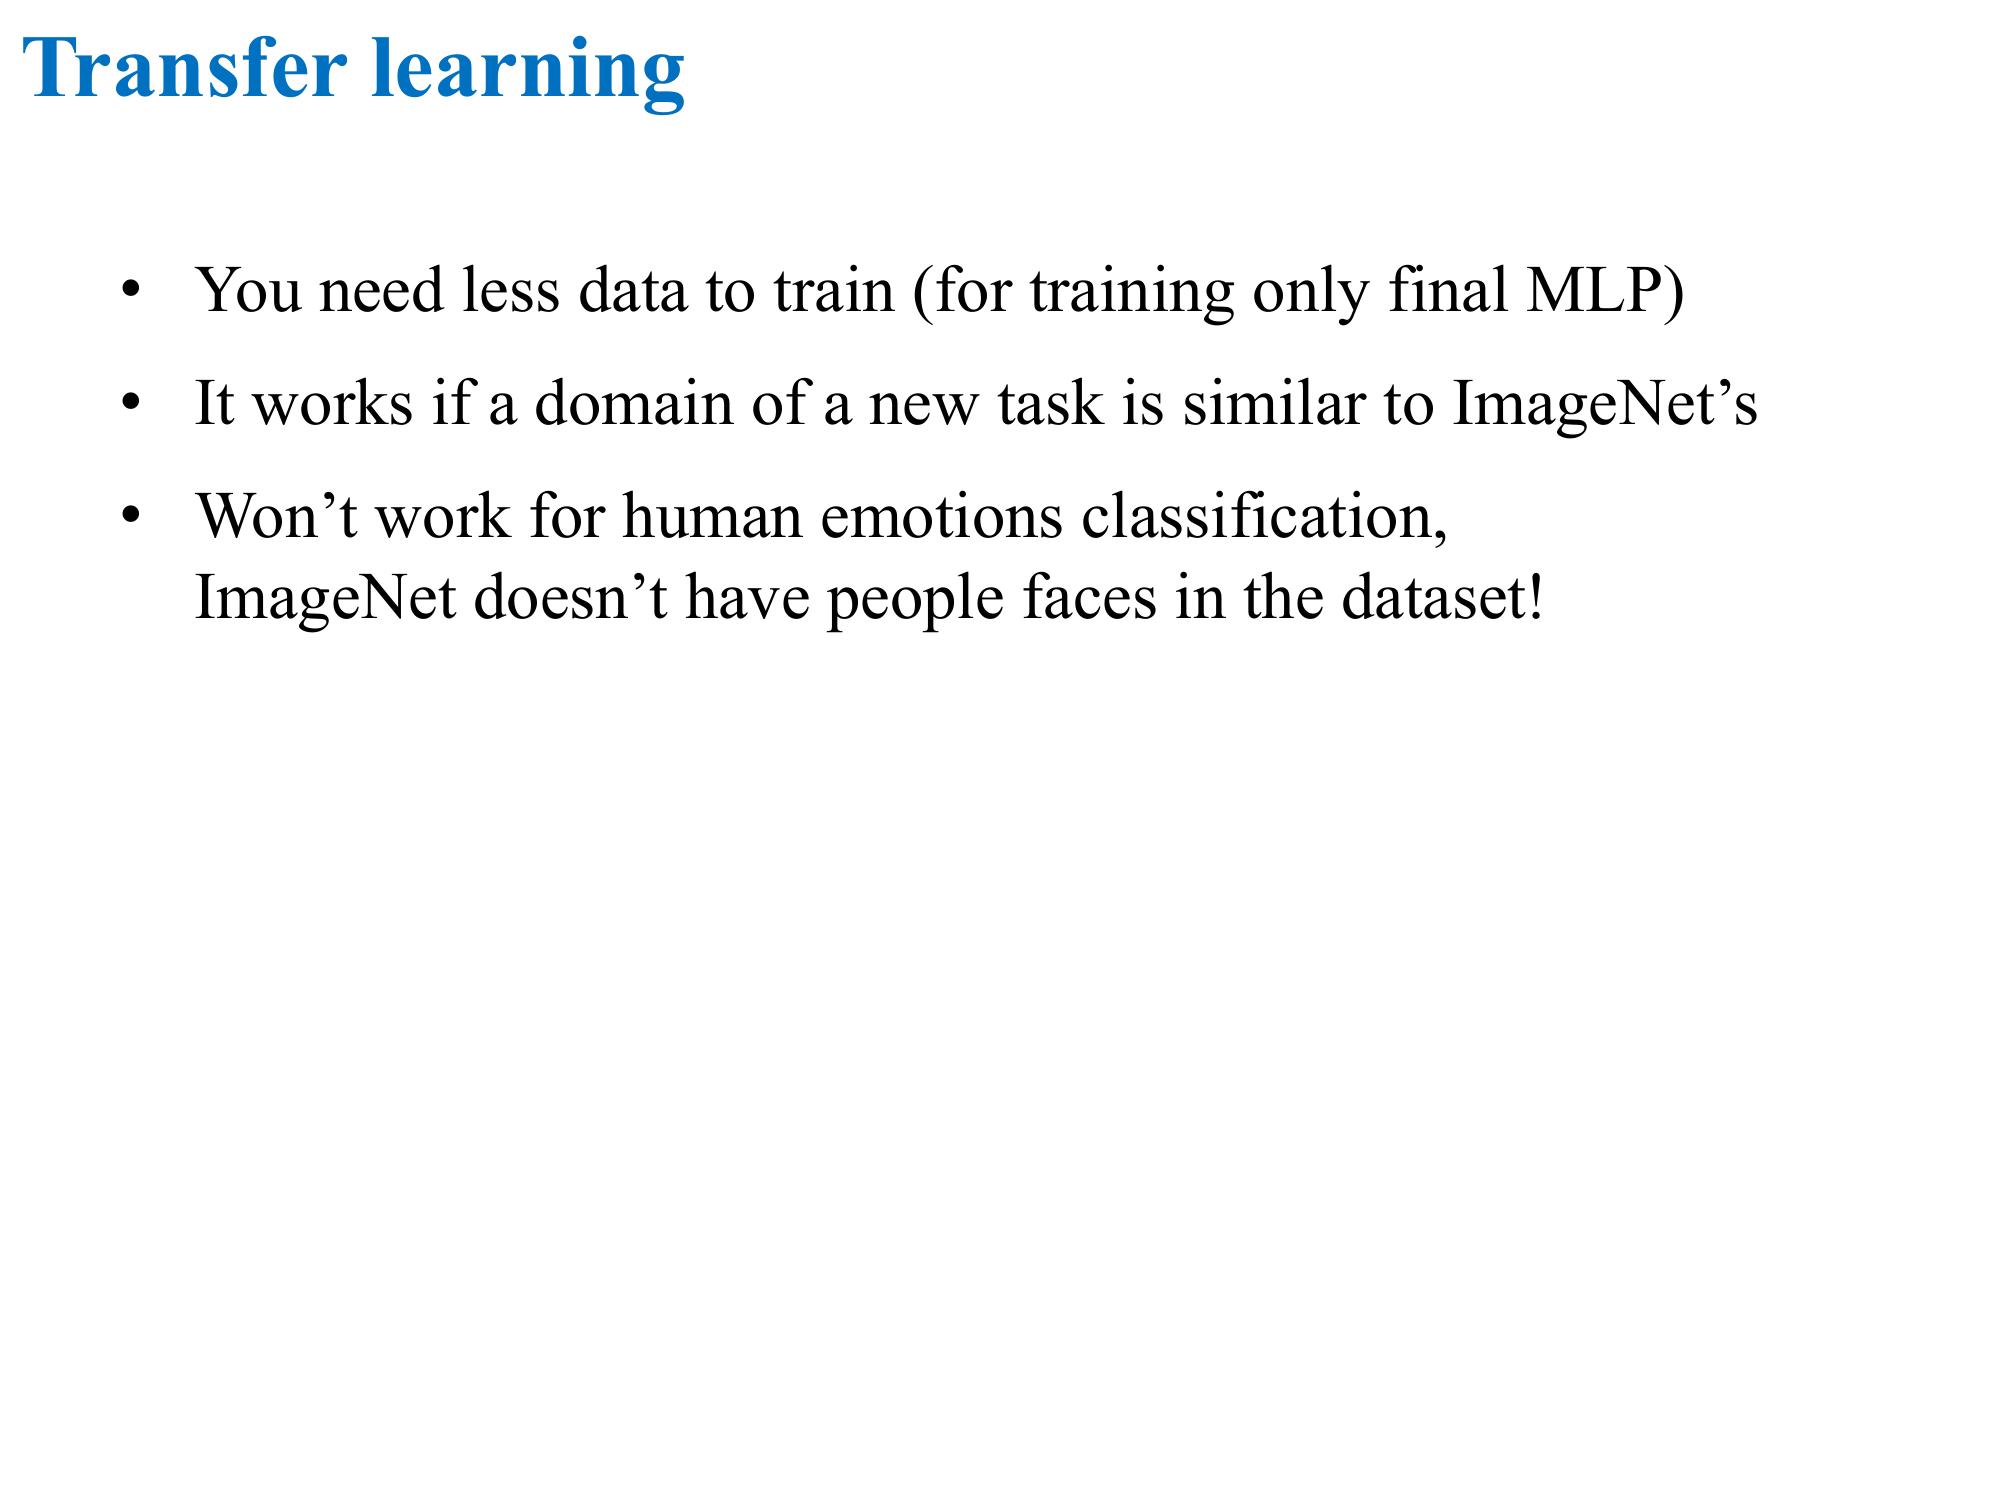 Transfer learning
• You need less data to train (for training only final MLP)
• It works if a domain of a new task is similar to ImageNet’s
• Won’t work for human emotions classification,
ImageNet doesn’t have people faces in the dataset!